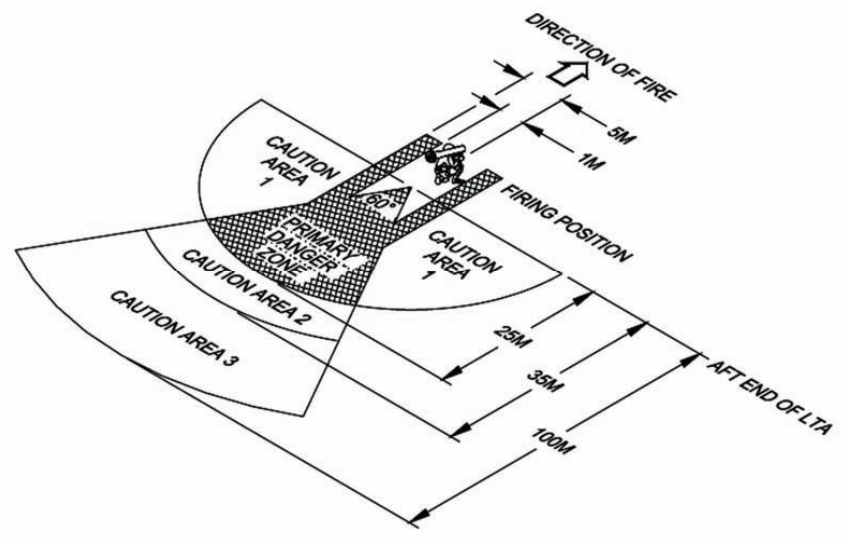 DIRECTION OF FIRE
5M
1M
CAUTION
AREA
1
60°
FIRING POSITION
PRIMARY
DANGER
ZONE
CAUTION
AREA
1
CAUTION AREA 2
CAUTION AREA 3
25M
35M
100M
AFT END OF LTA